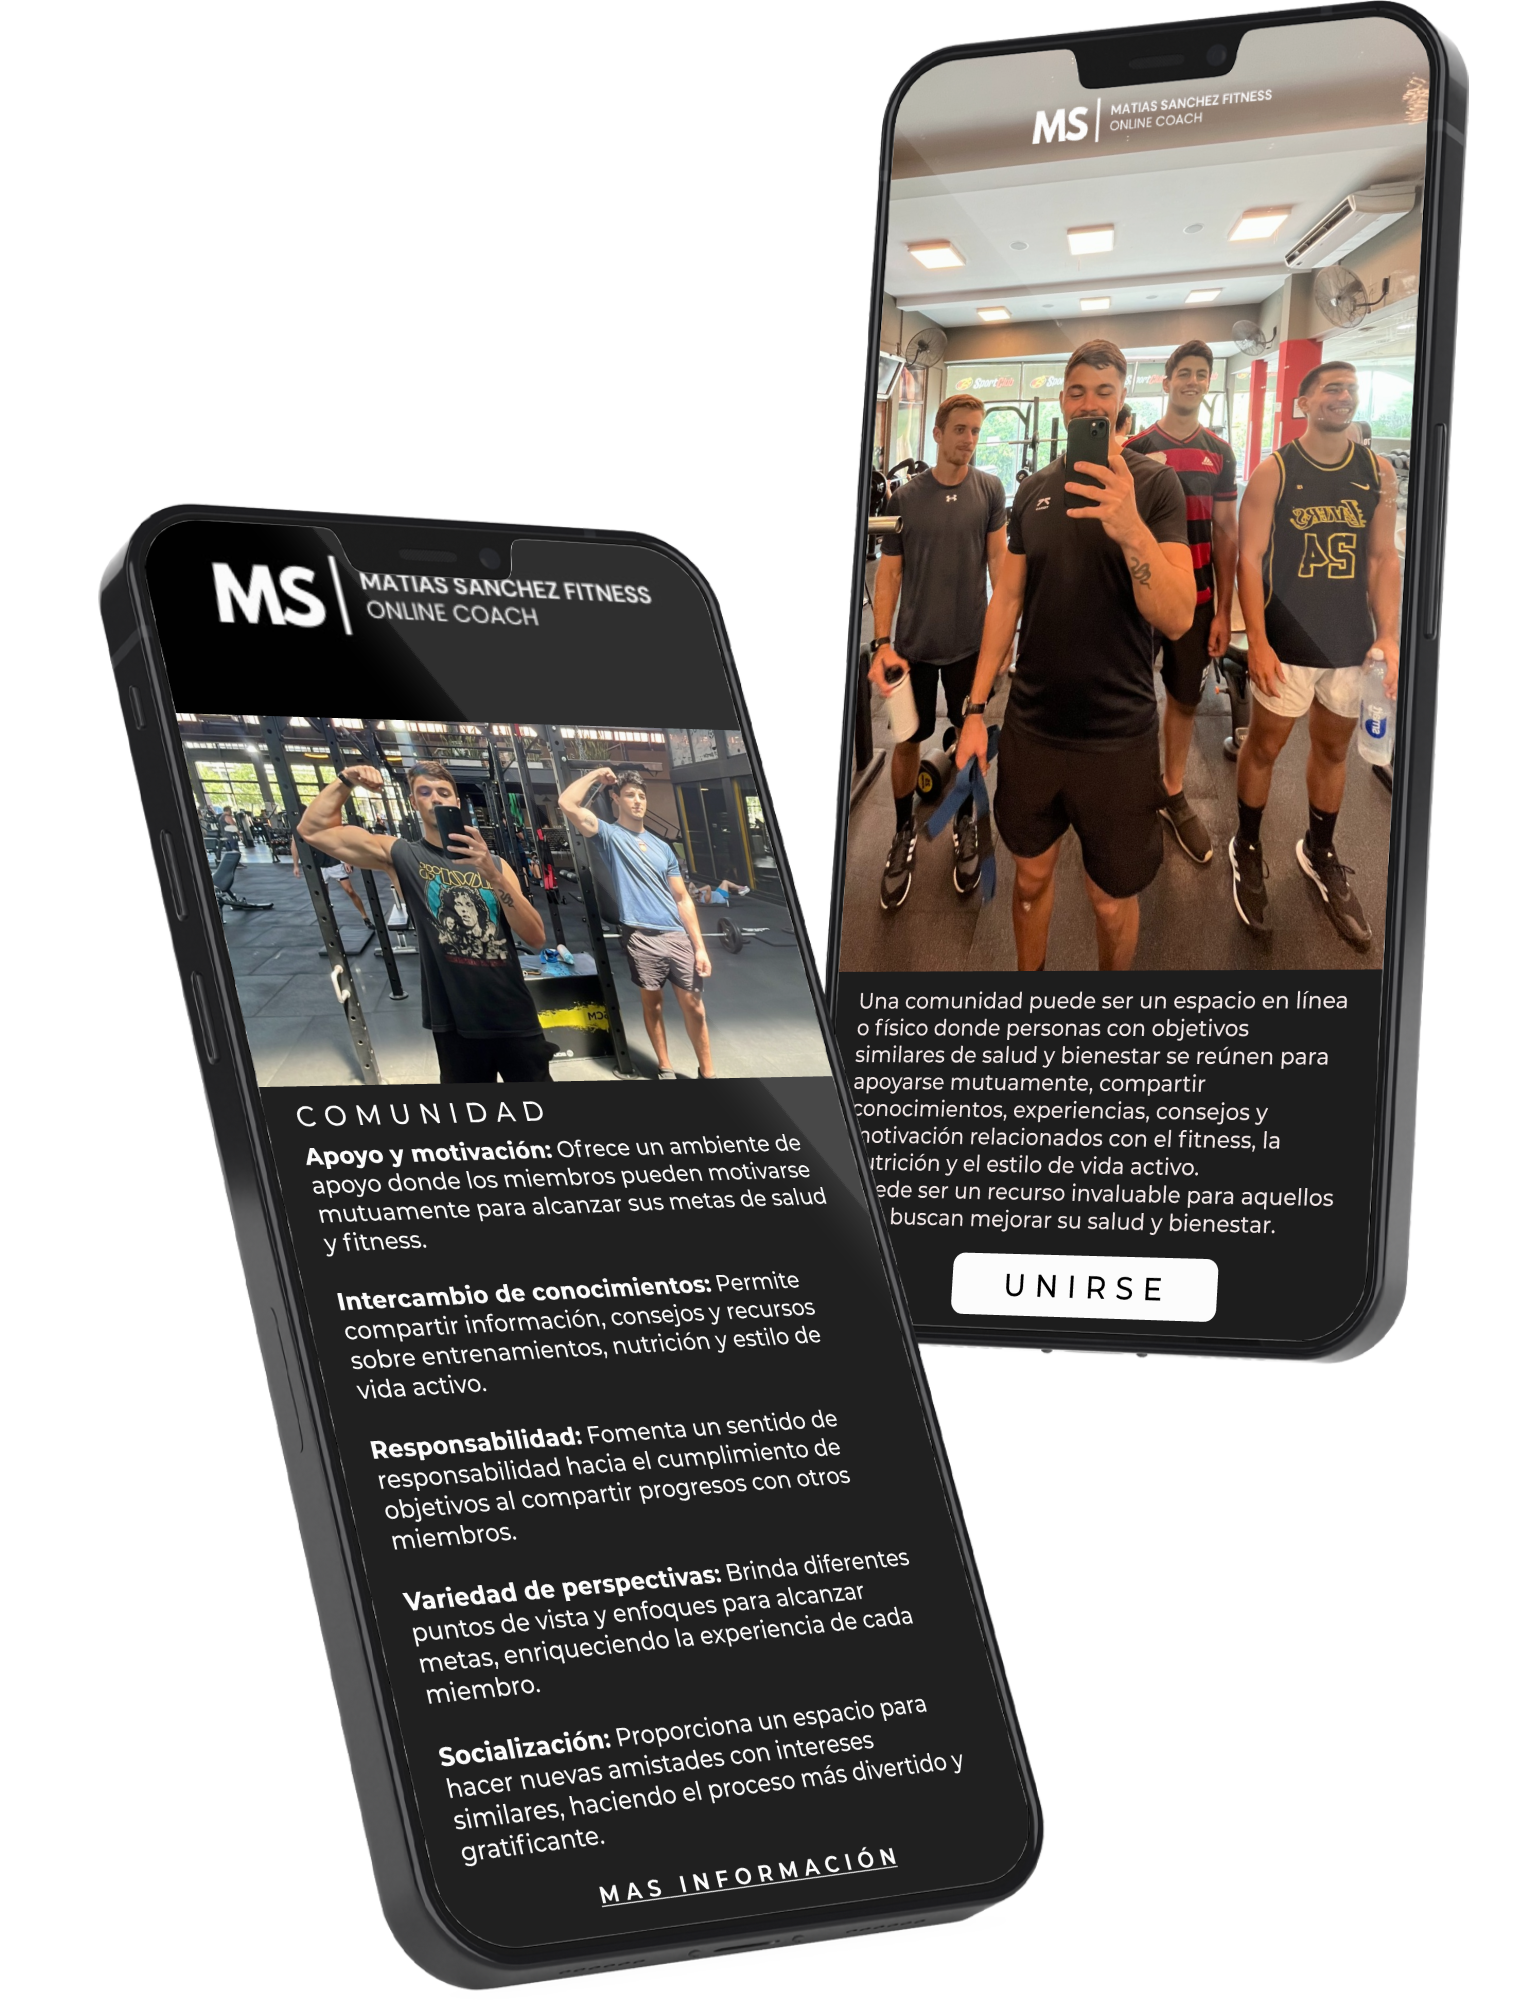 MS
MATIAS SANCHEZ FITNESS
ONLINE COACH
COMUNIDAD
Apoyo y motivación: Ofrece un ambiente de
apoyo donde los miembros pueden motivarse
mutuamente para alcanzar sus metas de salud
y fitness.
Intercambio de conocimientos: Permite
compartir información, consejos y recursos
sobre entrenamientos, nutrición y estilo de
vida activo.
Responsabilidad: Fomenta un sentido de
responsabilidad hacia el cumplimiento de
objetivos al compartir progresos con otros
miembros.
Variedad de perspectivas: Brinda diferentes
puntos de vista y enfoques para alcanzar
metas, enriqueciendo la experiencia de cada
miembro.
Socialización: Proporciona un espacio para
hacer nuevas amistades con intereses
similares, haciendo el proceso más divertido y
gratificante.
MAS INFORMACIÓN
MS
MATIAS SANCHEZ FITNESS
ONLINE COACH
SportClub
24
Una comunidad puede ser un espacio en línea
o físico donde personas con objetivos
similares de salud y bienestar se reúnen para
apoyarse mutuamente, compartir
conocimientos, experiencias, consejos y
motivación relacionados con el fitness, la
utrición y el estilo de vida activo.
ede ser un recurso invaluable para aquellos
buscan mejorar su salud y bienestar.
UNIRSE